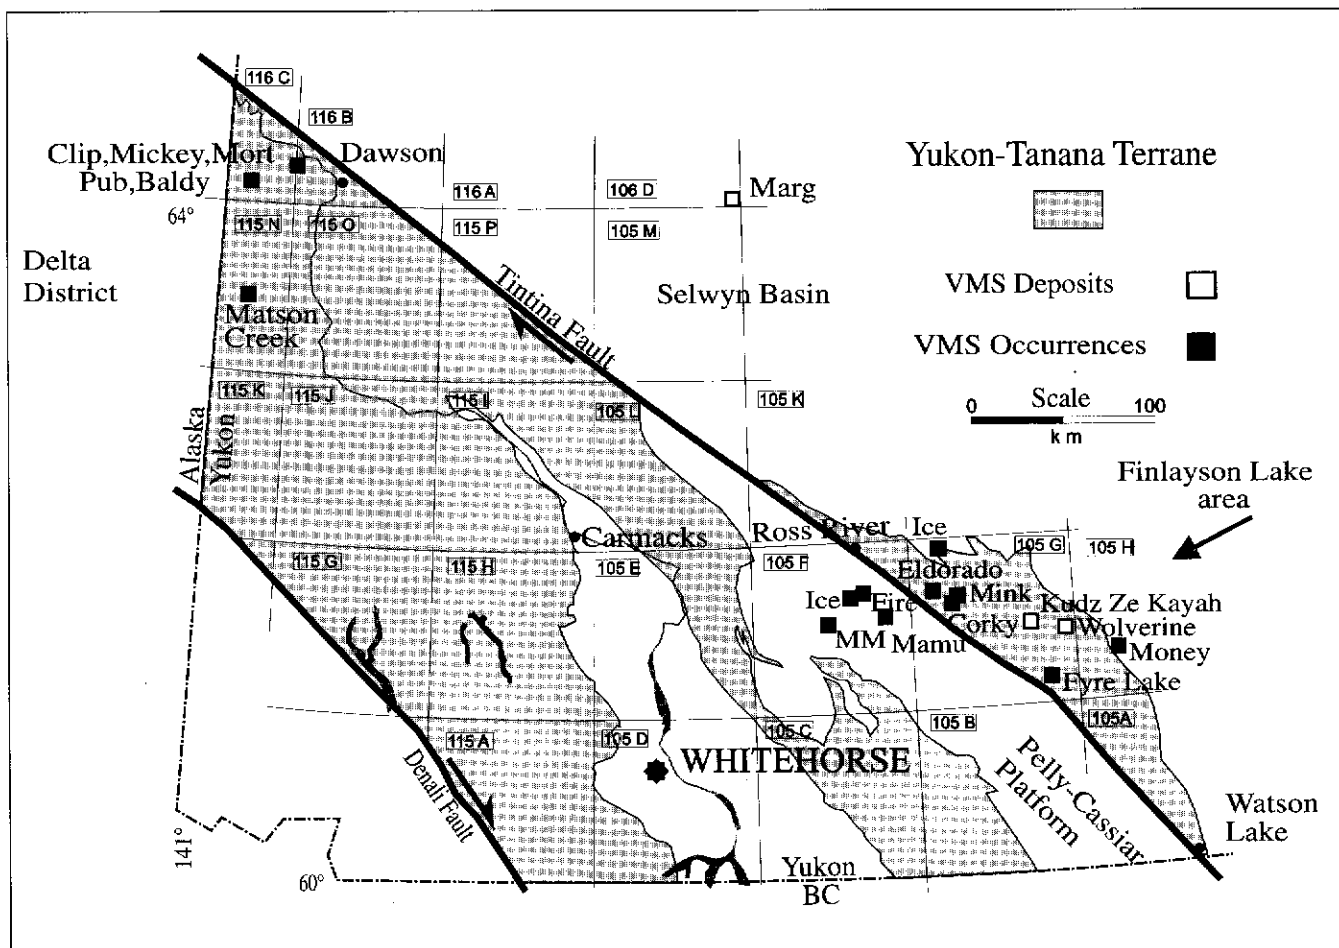 116 C
116 B
Clip,Mickey,Mort
Dawson
Pub,Baldy
116 A
106 D
Marg
Yukon-Tanana Terrane
64°
115 N
115 O
115 P
105 M
Delta
District
Tintina Fault
Selwyn Basin
VMS Deposits
Matson
Creek
VMS Occurrences
115 K
115 J
115 I
105 L
105 K
0 Scale 100
km
Alaska
Yukon
Finlayson Lake
area
Carmacks
Ross River
Ice
105 G
105 H
115 G
115 H
105 E
105 F
Eldorado
Ice
Eire
Mink
Kudz Ze Kayah
Corky
Wolverine
MM
Mamu
Money
Fyre Lake
115 A
105 D
105 C
105 B
105A
WHITEHORSE
Denali Fault
Pelly-Cassiar
Platform
Watson
Lake
141°
60°
Yukon
BC